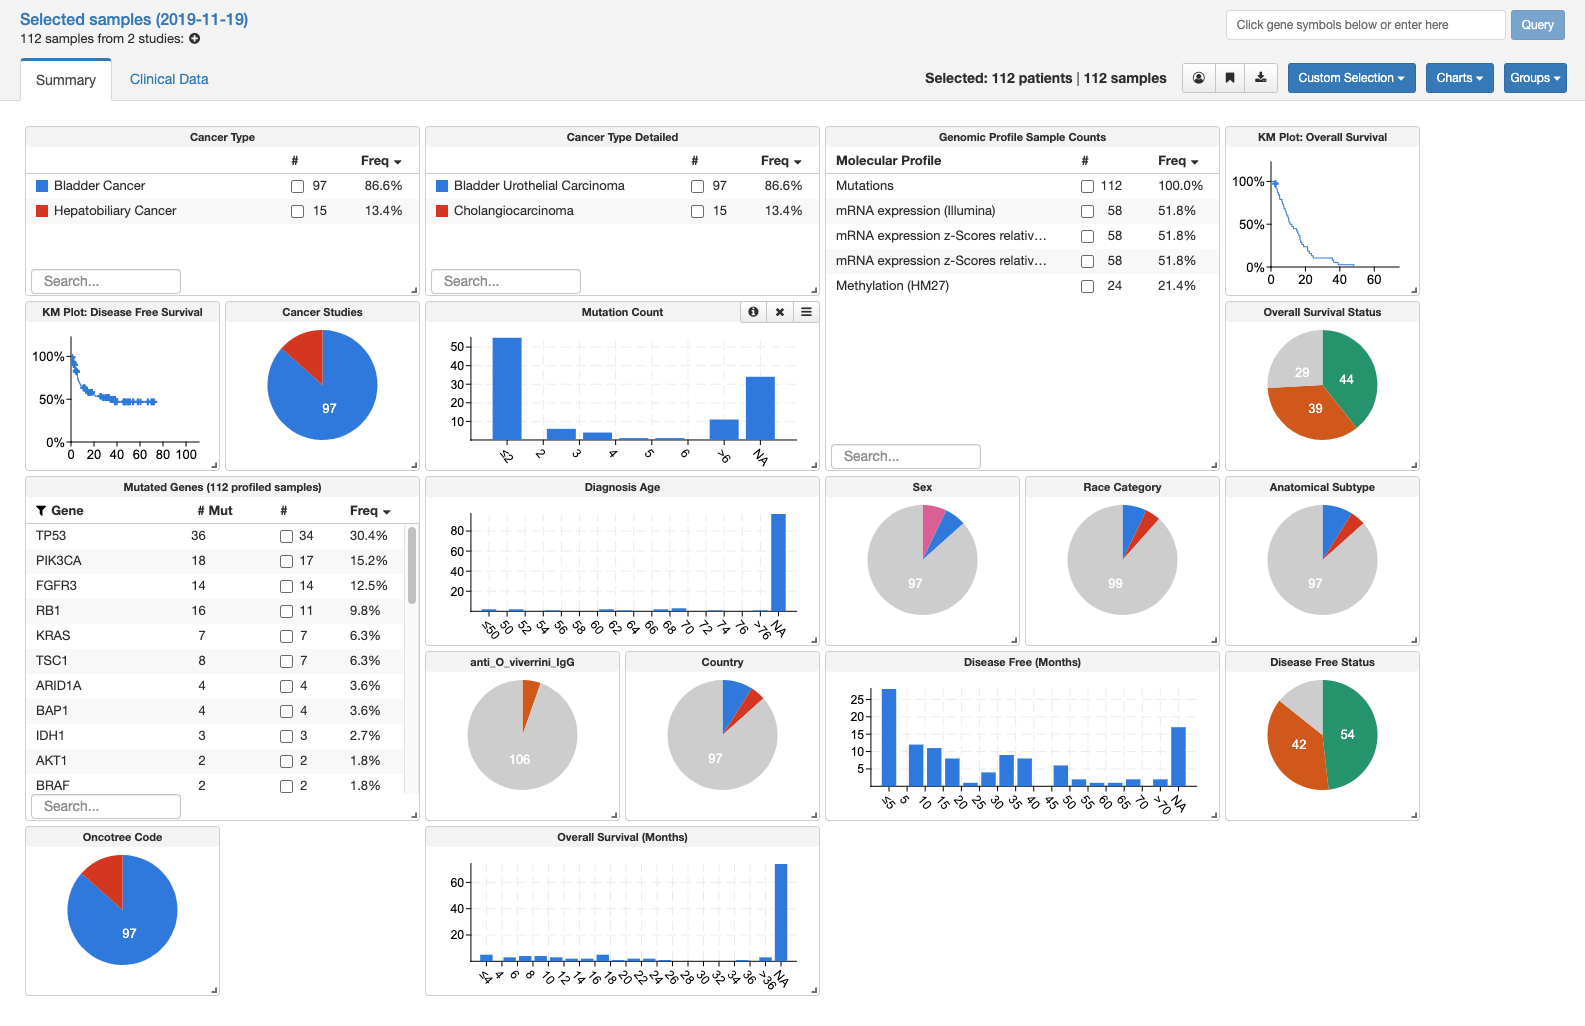 Selected samples (2019-11-19)
112 samples from 2 studies:
Click gene symbols below or enter here
Query
Summary
Clinical Data
Selected: 112 patients | 112 samples
Custom Selection
Charts
Groups
Cancer Type
# Freq
Bladder Cancer 97 86.6%
Hepatobiliary Cancer 15 13.4%
Search...
Cancer Type Detailed
# Freq
Bladder Urothelial Carcinoma 97 86.6%
Cholangiocarcinoma 15 13.4%
Search...
Genomic Profile Sample Counts
Molecular Profile # Freq
Mutations 112 100.0%
mRNA expression (Illumina) 58 51.8%
mRNA expression z-Scores relativ... 58 51.8%
mRNA expression z-Scores relativ... 58 51.8%
Methylation (HM27) 24 21.4%
Search...
KM Plot: Overall Survival
100%
50%
0%
0 20 40 60
KM Plot: Disease Free Survival
100%
50%
0%
0 20 40 60 80 100
Cancer Studies
97
Mutation Count
50
40
30
20
10
≤2 2 3 4 5 6 >6 NA
Overall Survival Status
29
44
39
Mutated Genes (112 profiled samples)
Gene # Mut # Freq
TP53 36 34 30.4%
PIK3CA 18 17 15.2%
FGFR3 14 14 12.5%
RB1 16 11 9.8%
KRAS 7 7 6.3%
TSC1 8 7 6.3%
ARID1A 4 4 3.6%
BAP1 4 4 3.6%
IDH1 3 3 2.7%
AKT1 2 2 1.8%
BRAF 2 2 1.8%
Search...
Diagnosis Age
80
60
40
20
≤50 50 52 54 56 58 60 62 64 66 68 70 72 74 76 >76 NA
Sex
97
Race Category
99
Anatomical Subtype
97
anti_O_viverrini_IgG
106
Country
97
Disease Free (Months)
25
20
15
10
5
≤5 5 10 15 20 25 30 35 40 45 50 55 60 65 70 >70 NA
Disease Free Status
54
42
Oncotree Code
97
Overall Survival (Months)
60
40
20
≤4 4 6 8 10 12 14 16 18 20 22 24 26 28 30 32 34 36 >36 NA